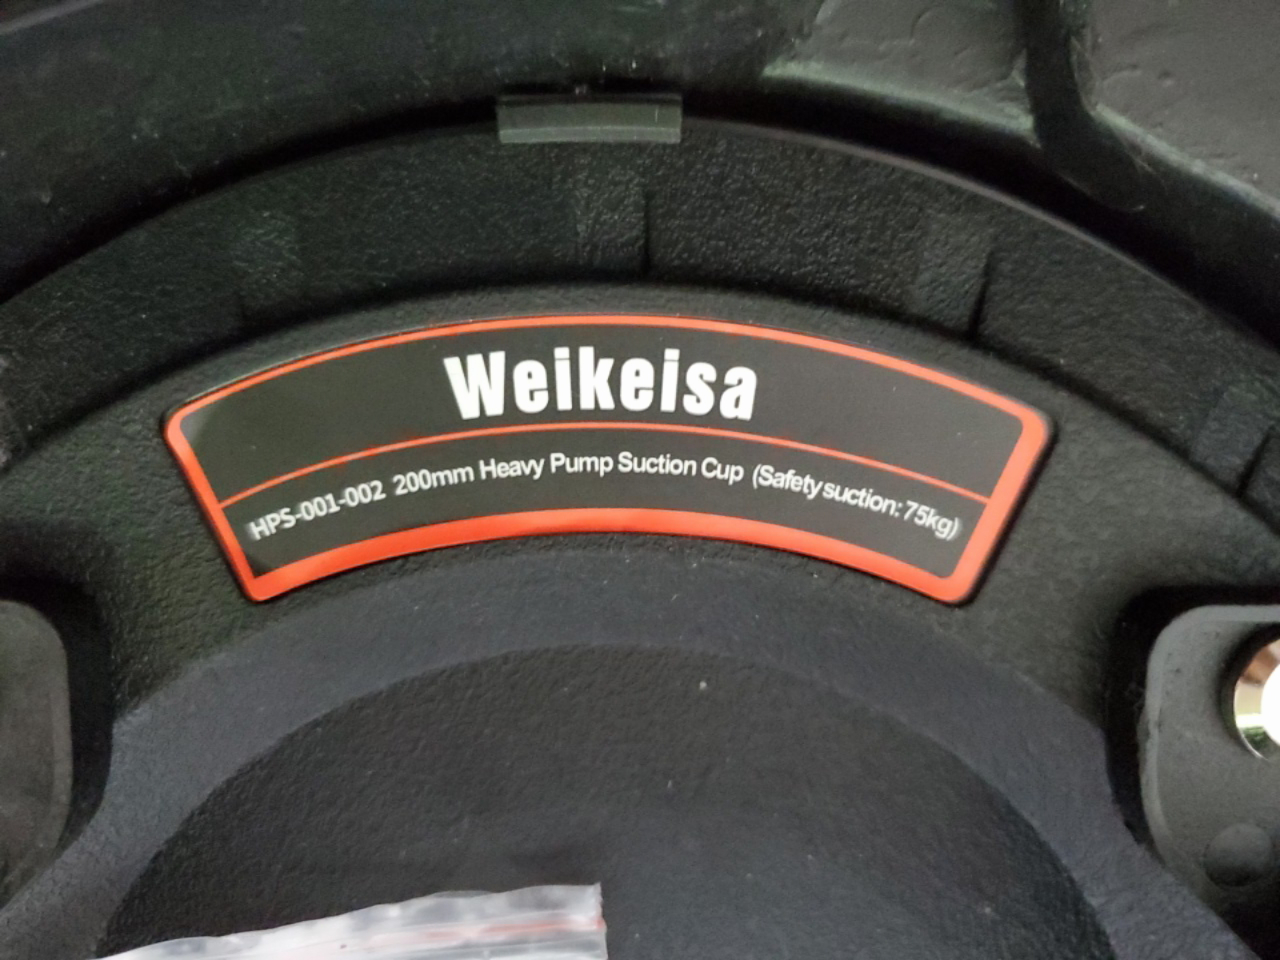 Weikeisa
HPS-001-002 200mm Heavy Pump Suction Cup (Safety suction: 75kg)